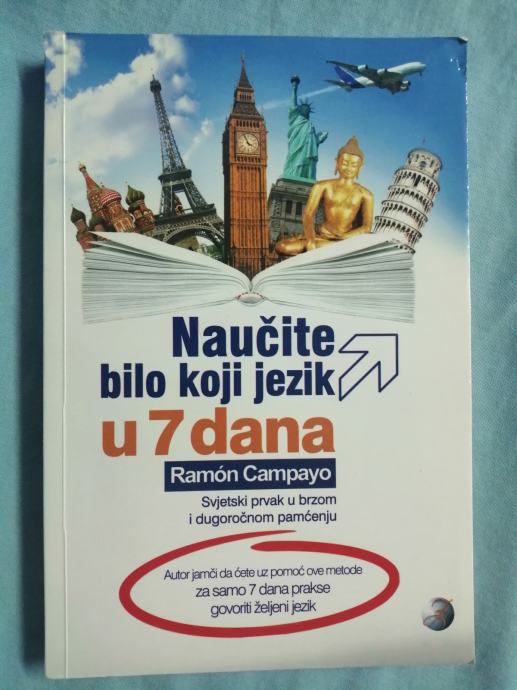 Naučite
bilo koji jezik
u 7 dana
Ramón Campayo
Svjetski prvak u brzom
i dugoročnom pamćenju
Autor jamči da ćete uz pomoć ove metode
za samo 7 dana prakse
govoriti željeni jezik